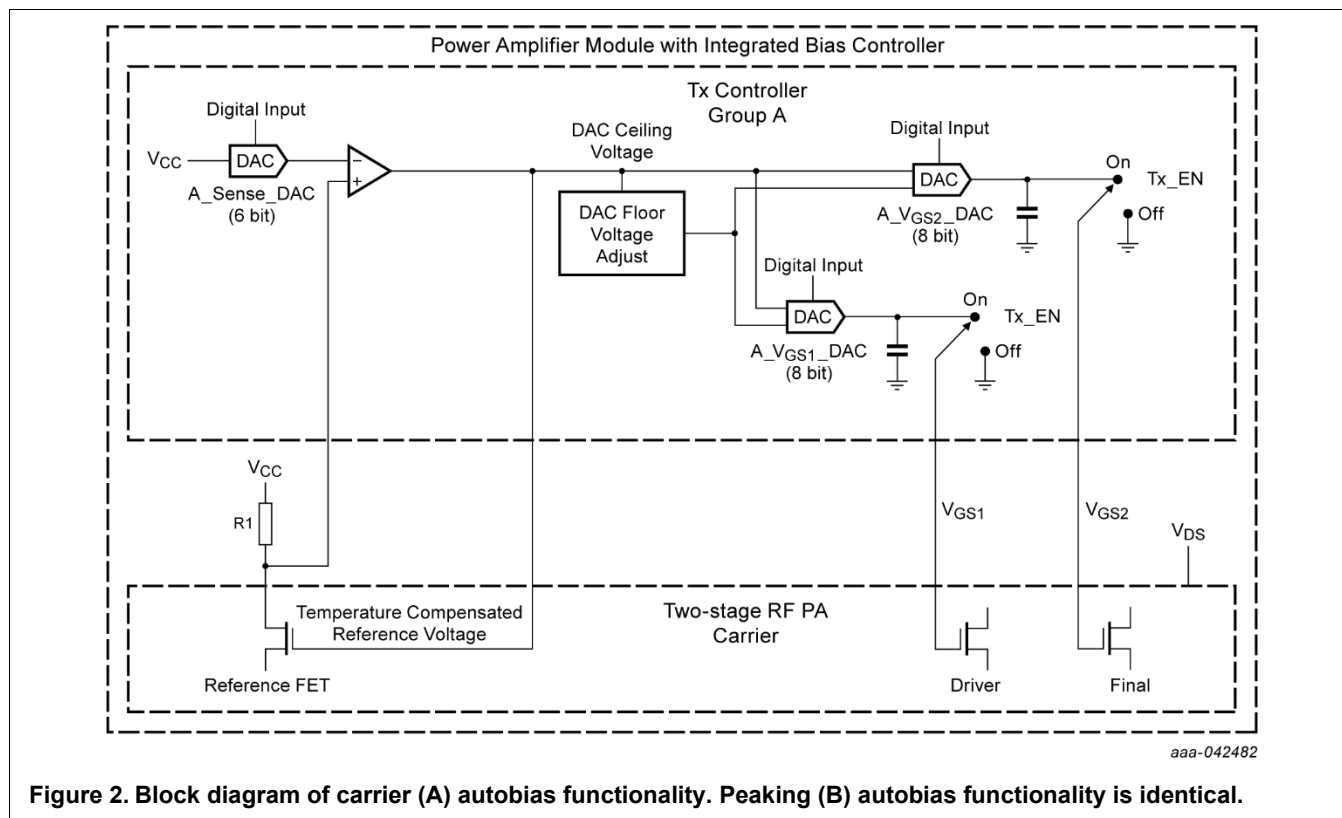 Power Amplifier Module with Integrated Bias Controller
Tx Controller
Group A
Digital Input
VCC
DAC
A_Sense_DAC
(6 bit)
−
+
DAC Ceiling
Voltage
DAC Floor
Voltage
Adjust
Digital Input
DAC
A_VGS2_DAC
(8 bit)
On
Tx_EN
Off
Digital Input
DAC
A_VGS1_DAC
(8 bit)
On
Tx_EN
Off
VCC
R1
VGS1
VGS2
VDS
Temperature Compensated
Reference Voltage
Two-stage RF PA
Carrier
Reference FET
Driver
Final
aaa-042482
Figure 2. Block diagram of carrier (A) autobias functionality. Peaking (B) autobias functionality is identical.